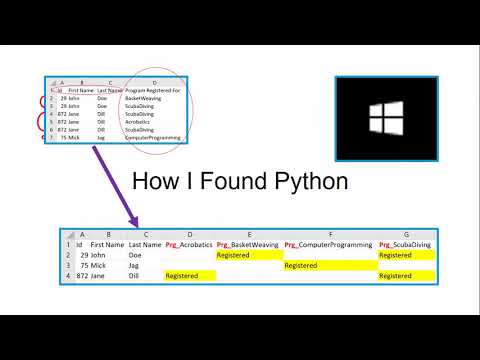 A B C D
1 Id First Name Last Name Program Registered For
2 29 John Doe BasketWeaving
3 29 John Doe ScubaDiving
4 872 Jane Dill ScubaDiving
5 872 Jane Dill Acrobatics
6 872 Jane Dill ScubaDiving
7 75 Mick Jag ComputerProgramming
How I Found Python
A B C D E F G
1 Id First Name Last Name Prg_Acrobatics Prg_BasketWeaving Prg_ComputerProgramming Prg_ScubaDiving
2 29 John Doe Registered Registered
3 75 Mick Jag Registered
4 872 Jane Dill Registered Registered